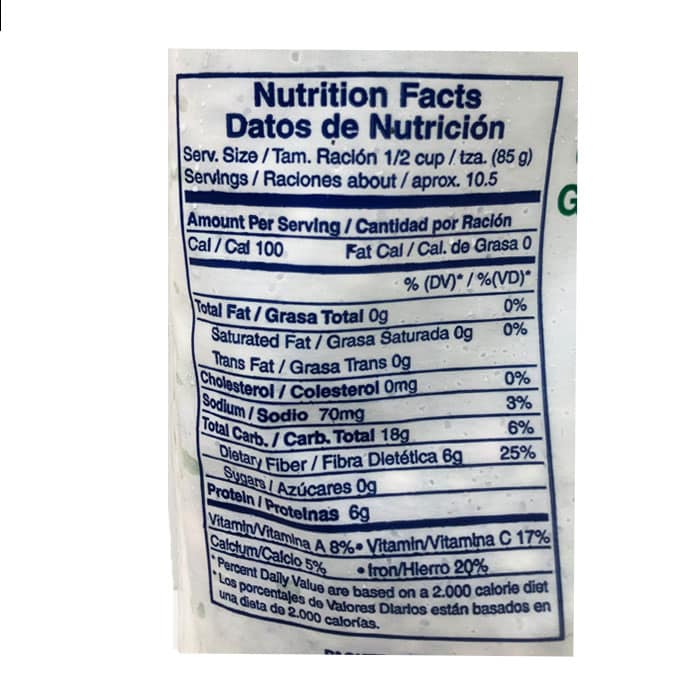 Nutrition Facts
Datos de Nutrición
Serv. Size / Tam. Ración 1/2 cup / tza. (85 g)
Servings / Raciones about / aprox. 10.5
Amount Per Serving / Cantidad por Ración
Cal / Cal 100 Fat Cal / Cal. de Grasa 0
% (DV)* / %(VD)*
Total Fat / Grasa Total 0g 0%
Saturated Fat / Grasa Saturada 0g 0%
Trans Fat / Grasa Trans 0g
Cholesterol / Colesterol 0mg 0%
Sodium / Sodio 70mg 3%
Total Carb. / Carb. Total 18g 6%
Dietary Fiber / Fibra Dietética 6g 25%
Sugars / Azúcares 0g
Protein / Proteínas 6g
Vitamin/Vitamina A 8% • Vitamin/Vitamina C 17%
Calcium/Calcio 5% • Iron/Hierro 20%
*Percent Daily Value are based on a 2.000 calorie diet
*Los porcentajes de Valores Diarios están basados en
una dieta de 2.000 calorías.
G